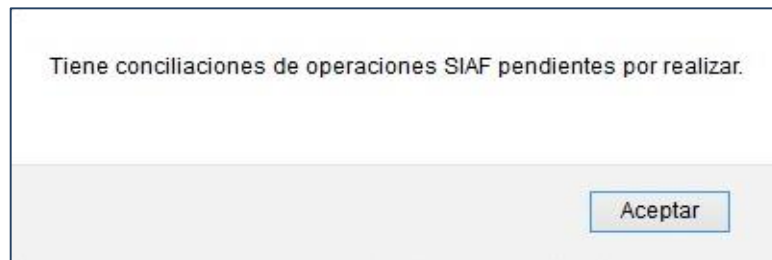 Tiene conciliaciones de operaciones SIAF pendientes por realizar.
Aceptar